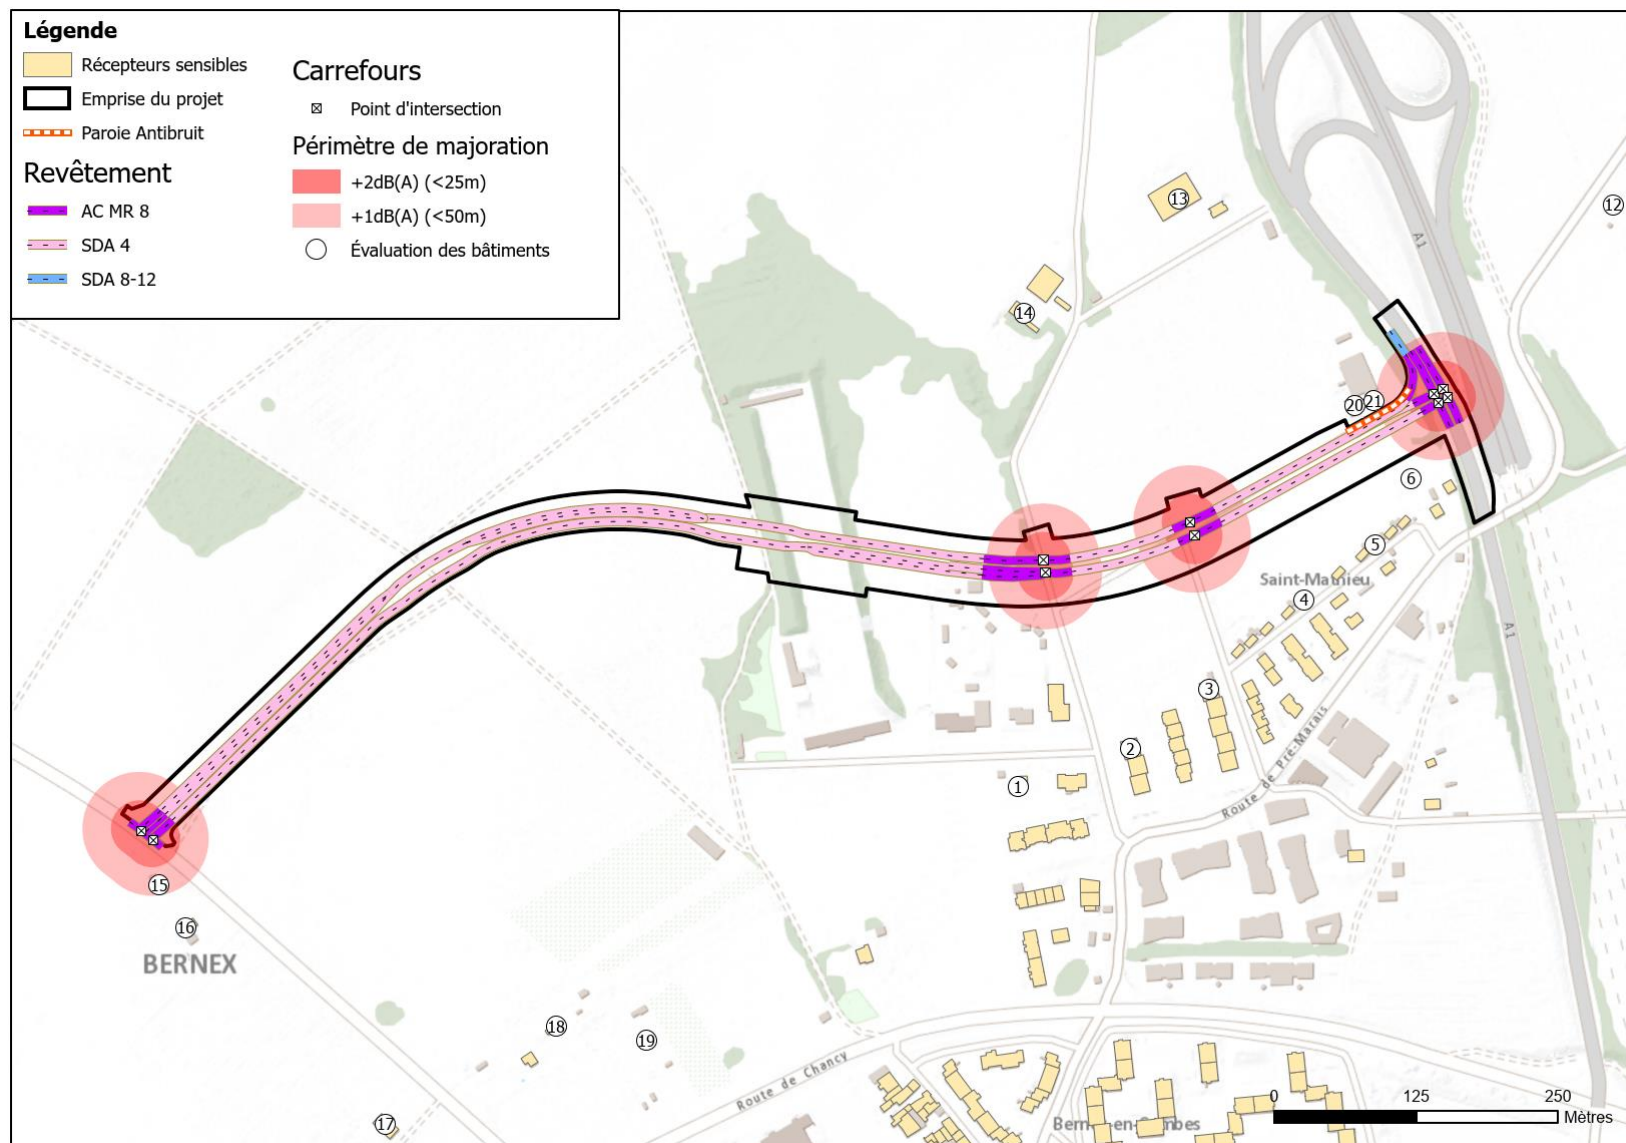 Légende
Récepteurs sensibles
Emprise du projet
Paroie Antibruit
Revêtement
AC MR 8
SDA 4
SDA 8-12
Carrefours
Point d'intersection
Périmètre de majoration
+2dB(A) (<25m)
+1dB(A) (<50m)
Évaluation des bâtiments
13
12
A1
14
20
21
6
5
Saint-Mathieu
4
A1
3
2
1
Route de Pré-Marais
15
16
BERNEX
18
19
Route de Chancy
17
0
125
250
Mètres